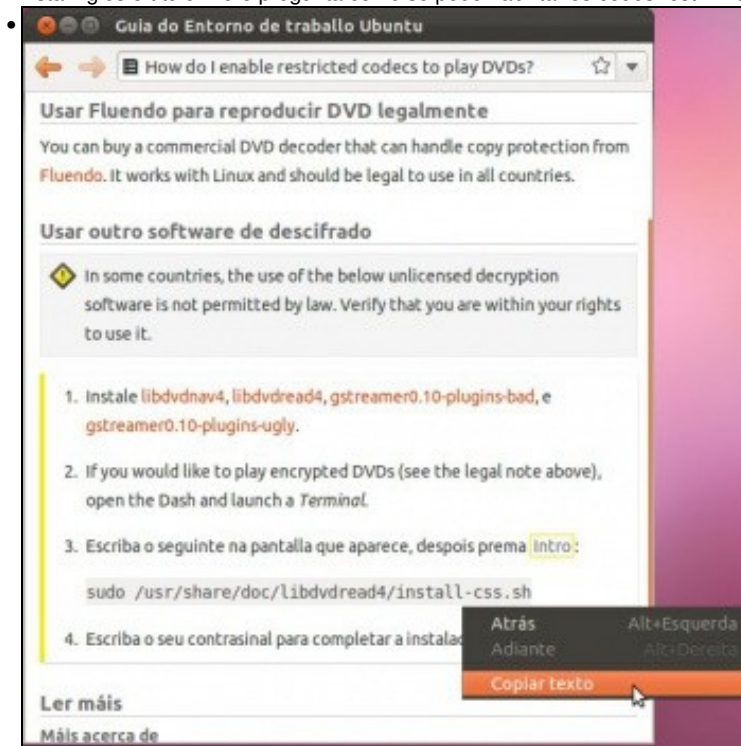 Guia do Entorno de traballo Ubuntu
How do I enable restricted codecs to play DVDs?
Usar Fluendo para reproducir DVD legalmente
You can buy a commercial DVD decoder that can handle copy protection from
Fluendo. It works with Linux and should be legal to use in all countries.
Usar outro software de descifrado
In some countries, the use of the below unlicensed decryption
software is not permitted by law. Verify that you are within your rights
to use it.
1. Instale libdvdnav4, libdvdread4, gstreamer0.10-plugins-bad, e
gstreamer0.10-plugins-ugly.
2. If you would like to play encrypted DVDs (see the legal note above),
open the Dash and launch a Terminal.
3. Escriba o seguinte na pantalla que aparece, despois prema Intro:
sudo /usr/share/doc/libdvdread4/install-css.sh
4. Escriba o seu contrasinal para completar a instalac
Atrás Alt+Esquerda
Adiante Alt+Dereita
Copiar texto
Ler máis
Máis acerca de